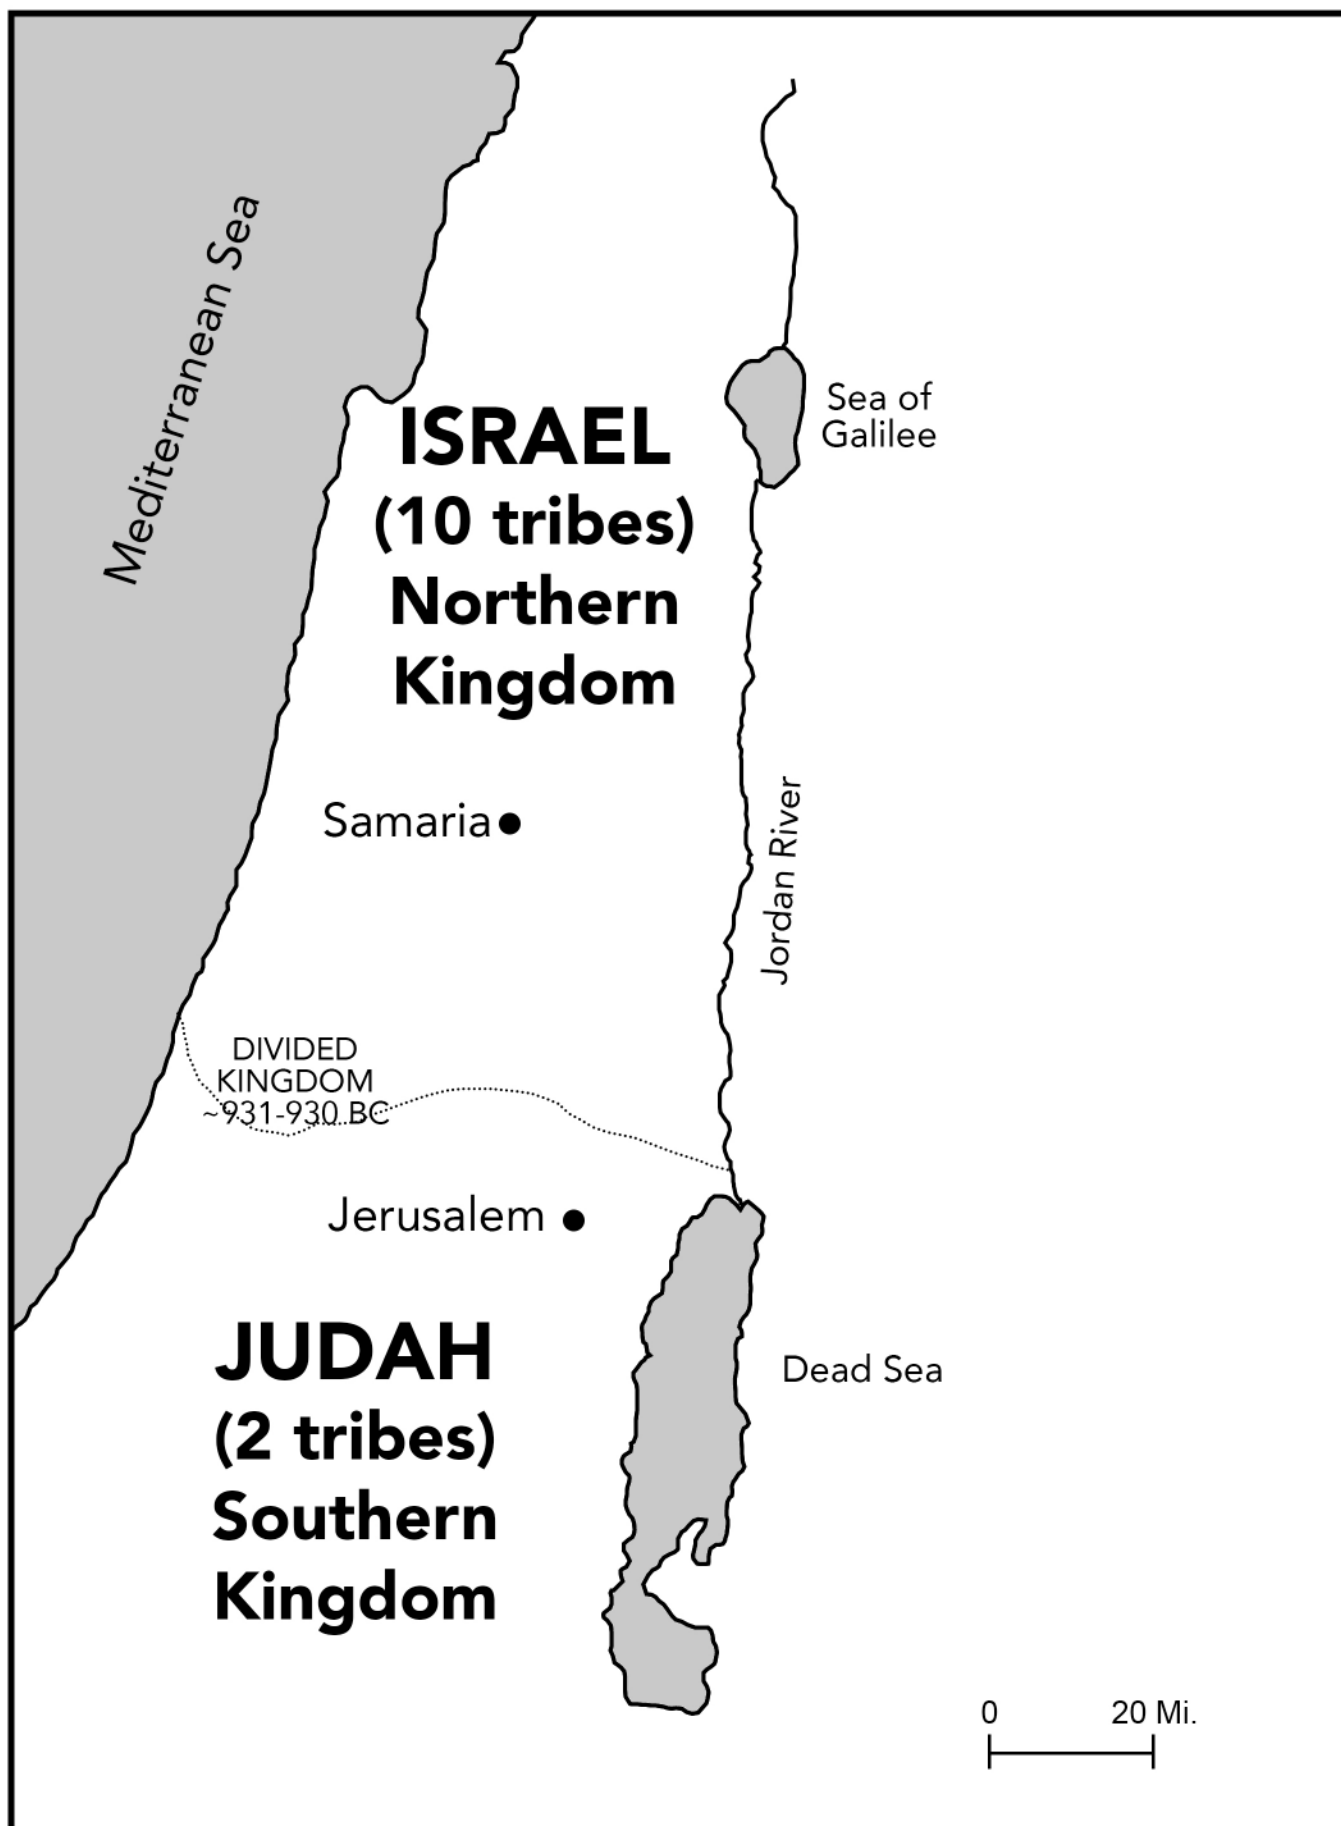 Mediterranean Sea
Sea of
Galilee
ISRAEL
(10 tribes)
Northern
Kingdom
Samaria
Jordan River
DIVIDED
KINGDOM
~931-930 BC
Jerusalem
JUDAH
(2 tribes)
Southern
Kingdom
Dead Sea
0 20 Mi.